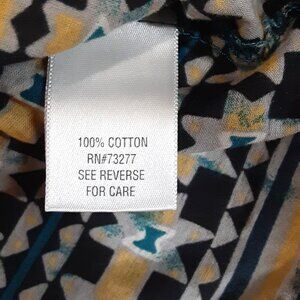 100% COTTON
RN#73277
SEE REVERSE
FOR CARE